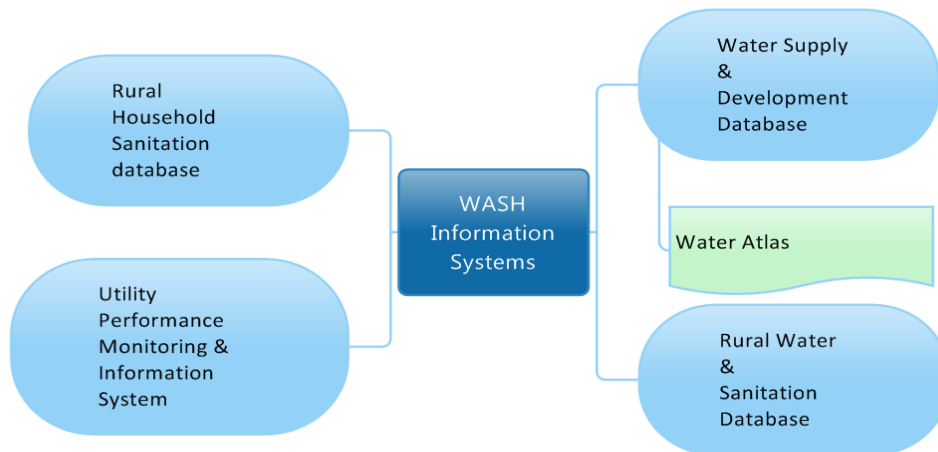 Rural
Household
Sanitation
database
Utility
Performance
Monitoring &
Information
System
WASH
Information
Systems
Water Supply
&
Development
Database
Water Atlas
Rural Water
&
Sanitation
Database